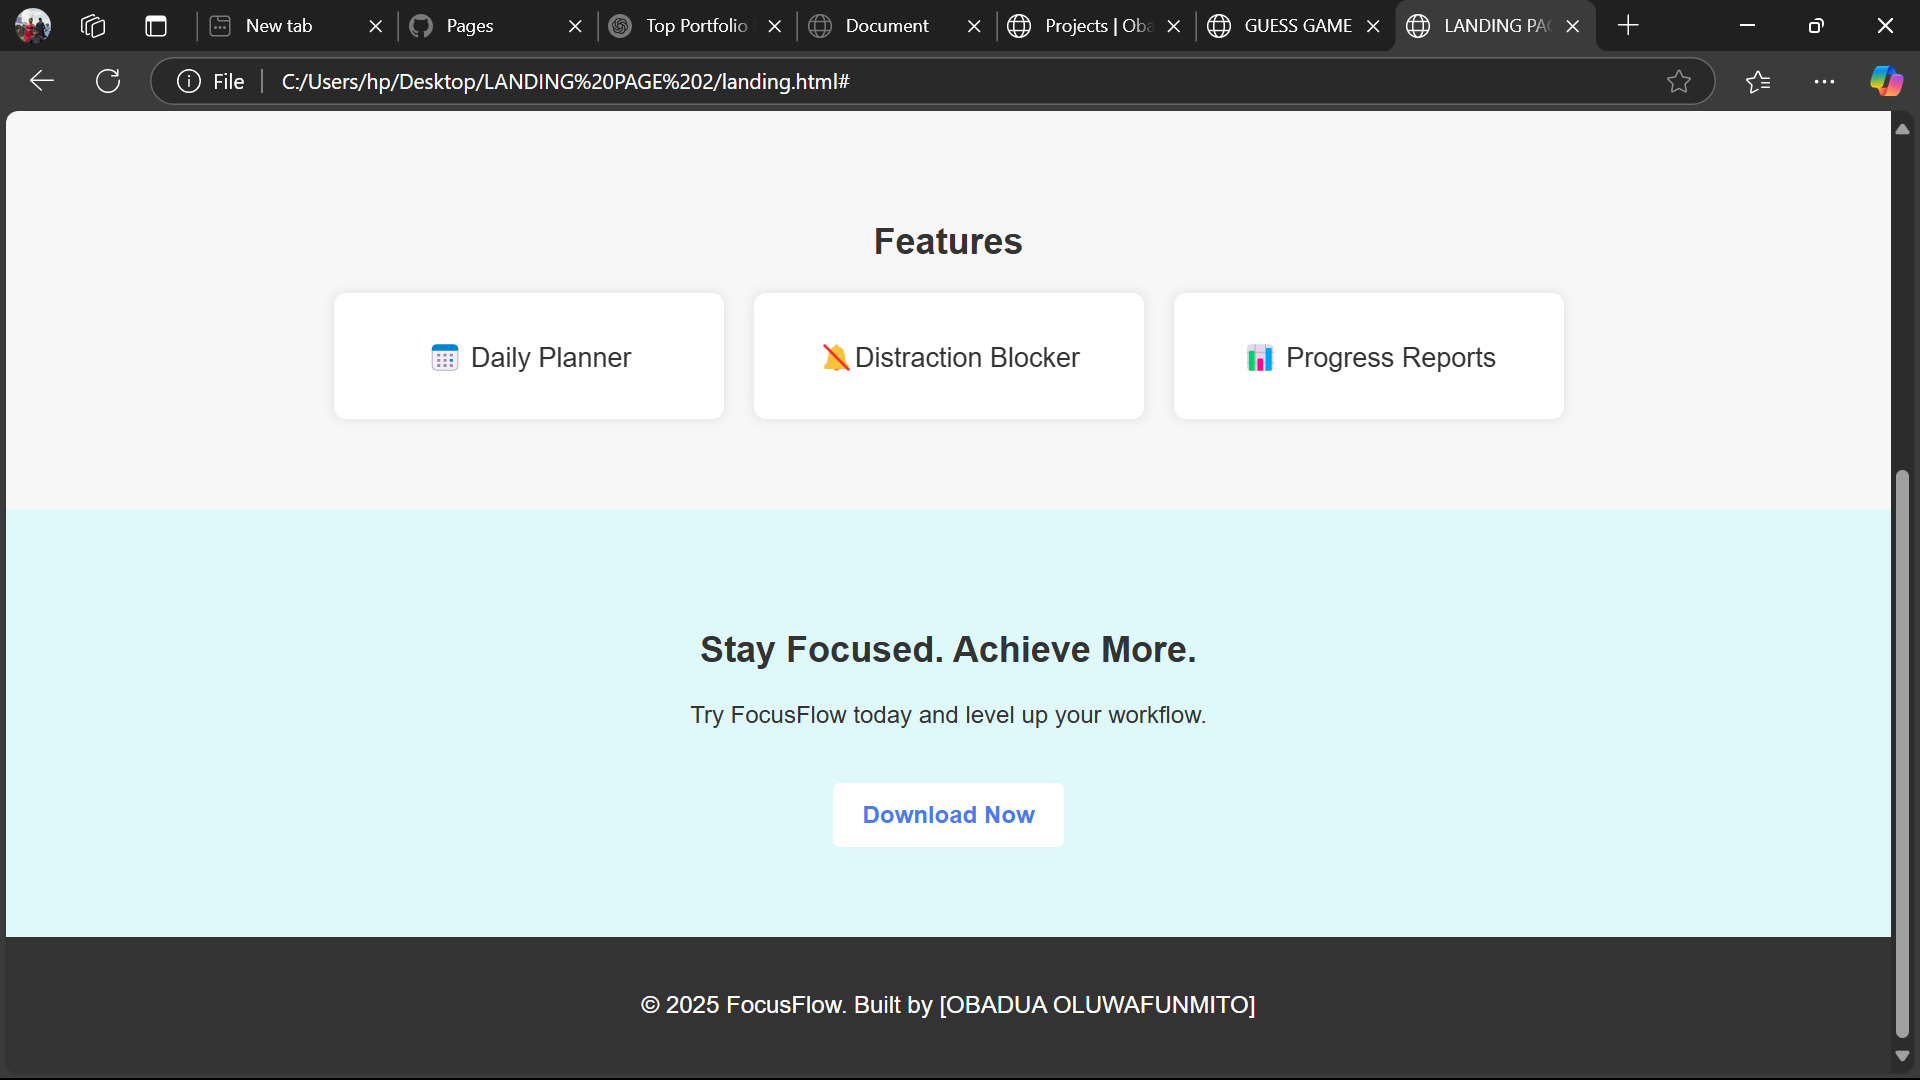 New tab
Pages
Top Portfolio
Document
Projects | Oba
GUESS GAME
LANDING PA
File
C:/Users/hp/Desktop/LANDING%20PAGE%202/landing.html#
Features
Daily Planner
Distraction Blocker
Progress Reports
Stay Focused. Achieve More.
Try FocusFlow today and level up your workflow.
Download Now
© 2025 FocusFlow. Built by [OBADUA OLUWAFUNMITO]